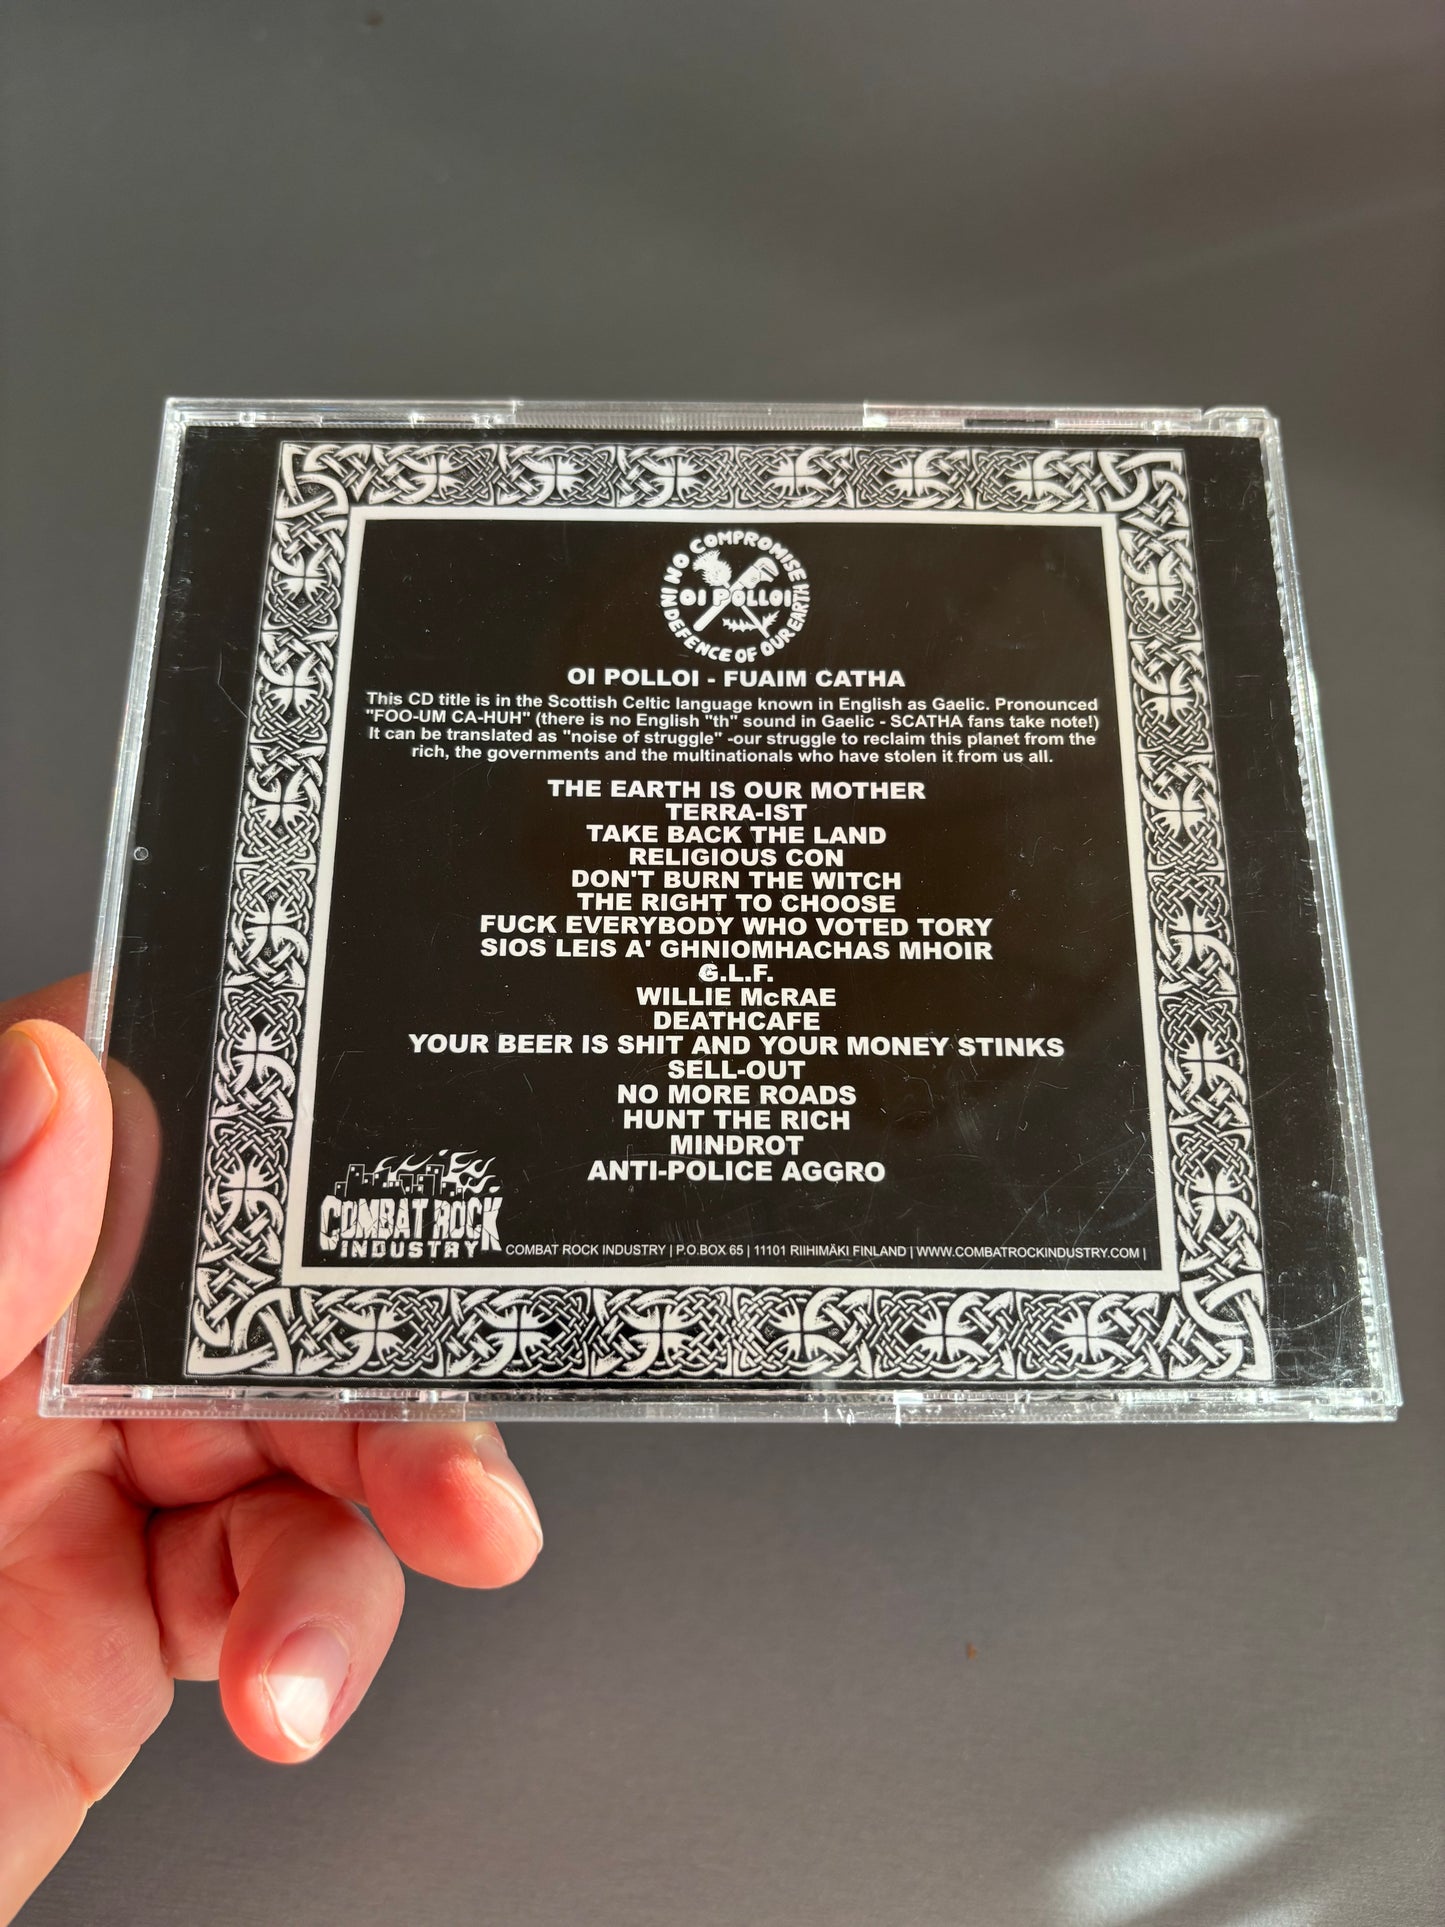 NO COMPROMISE
IN DEFENCE OF OUR EARTH
OI POLLOI
OI POLLOI - FUAIM CATHA
This CD title is in the Scottish Celtic language known in English as Gaelic. Pronounced
"FOO-UM CA-HUH" (there is no English "th" sound in Gaelic - SCATHA fans take note!)
It can be translated as "noise of struggle" -our struggle to reclaim this planet from the
rich, the governments and the multinationals who have stolen it from us all.
THE EARTH IS OUR MOTHER
TERRA-IST
TAKE BACK THE LAND
RELIGIOUS CON
DON'T BURN THE WITCH
THE RIGHT TO CHOOSE
FUCK EVERYBODY WHO VOTED TORY
SIOS LEIS A' GHNIOMHACHAS MHOIR
G.L.F.
WILLIE McRAE
DEATHCAFE
YOUR BEER IS SHIT AND YOUR MONEY STINKS
SELL-OUT
NO MORE ROADS
HUNT THE RICH
MINDROT
ANTI-POLICE AGGRO
COMBAT ROCK
INDUSTRY
COMBAT ROCK INDUSTRY | P.O.BOX 65 | 11101 RIIHIMÄKI FINLAND | WWW.COMBATROCKINDUSTRY.COM |